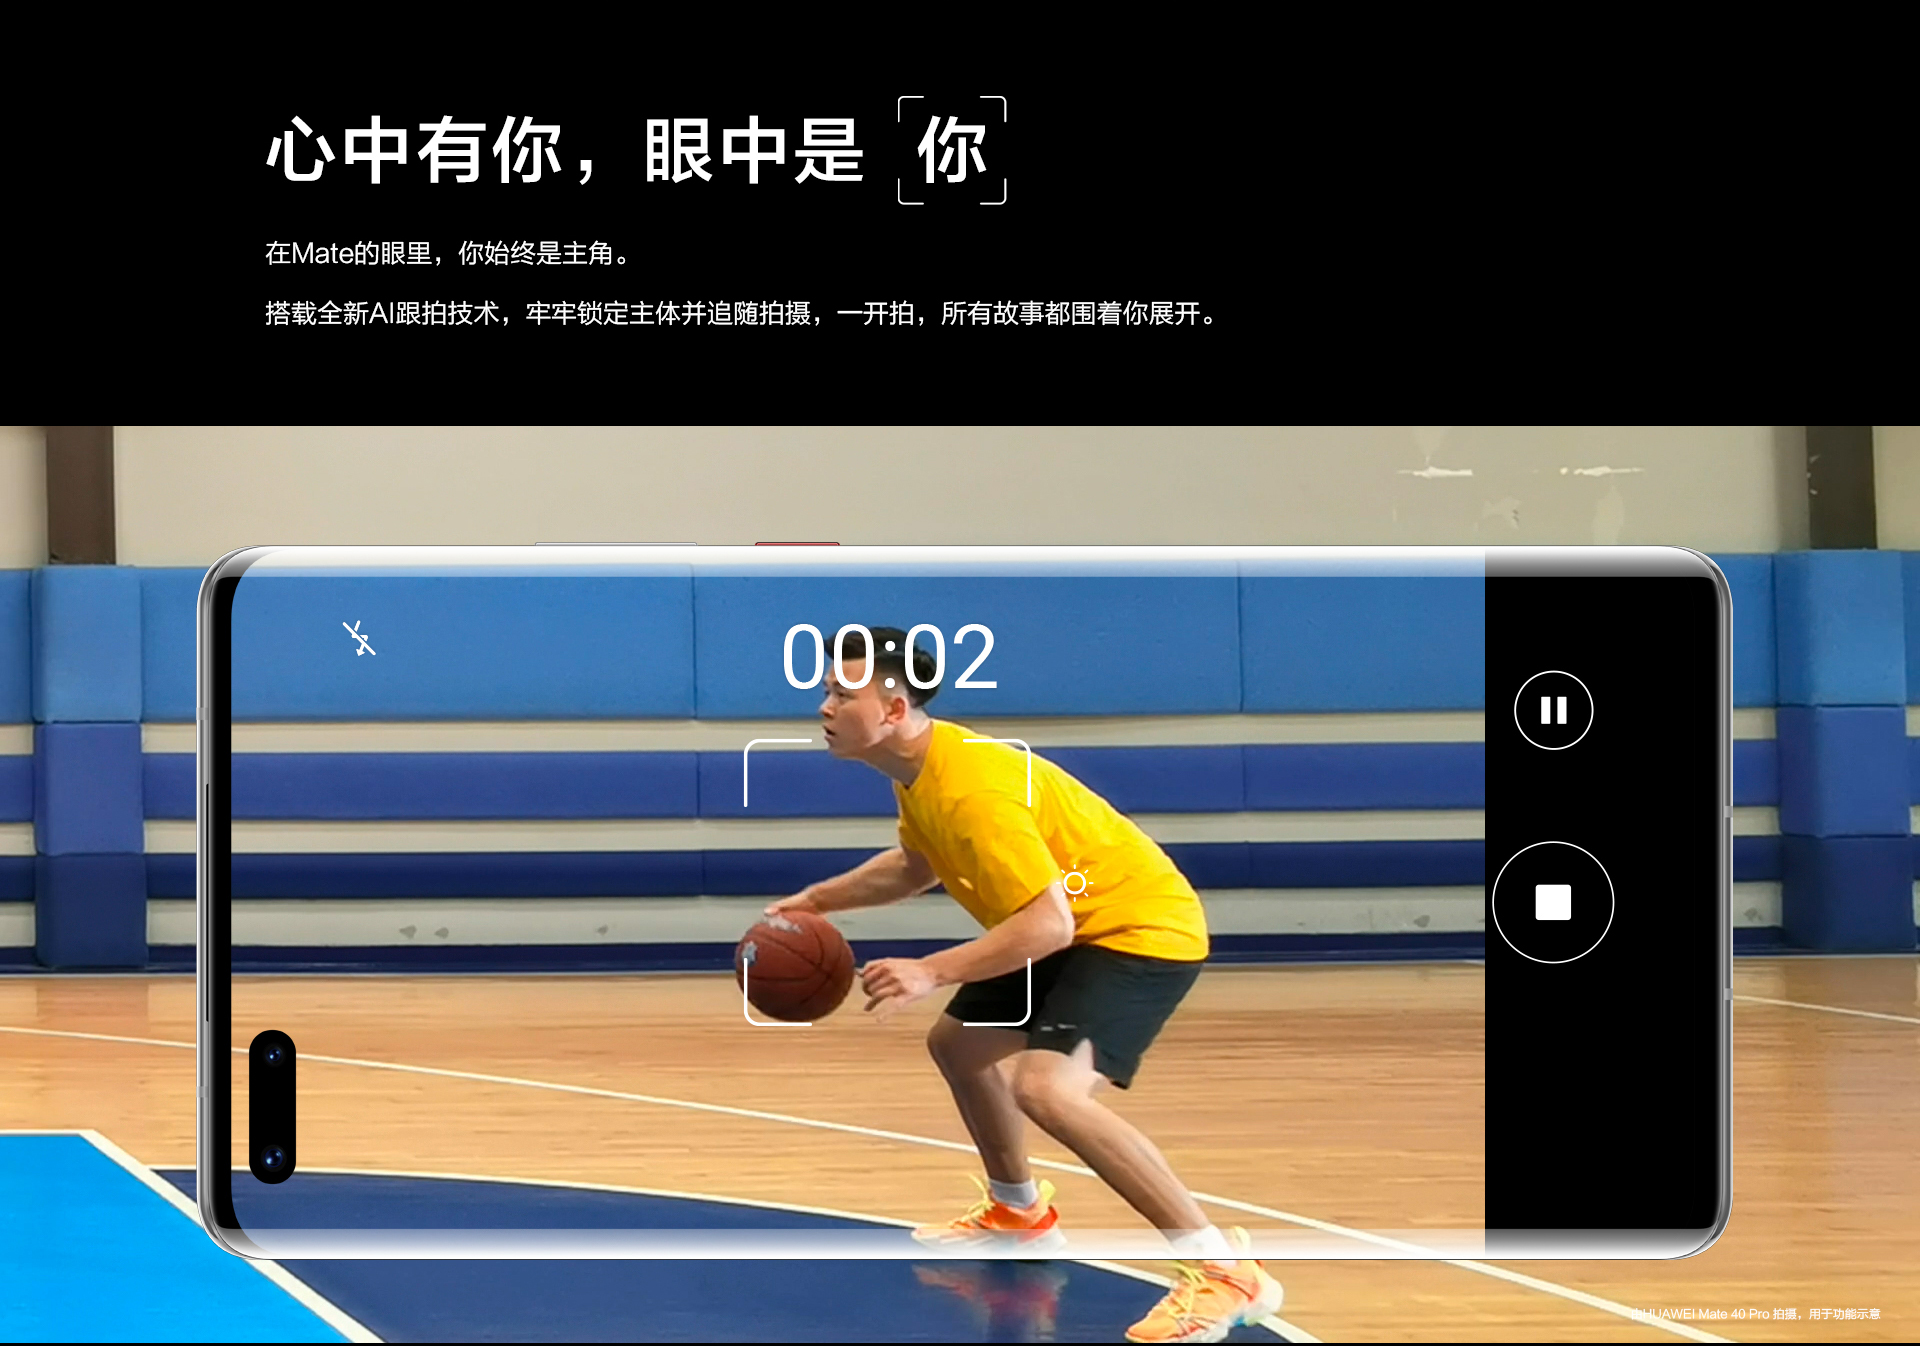 心中有你，眼中是 你
在Mate的眼里，你始终是主角。
搭载全新AI跟拍技术，牢牢锁定主体并追随拍摄，一开拍，所有故事都围着你展开。
00:02
由HUAWEI Mate 40 Pro 拍摄，用于功能示意